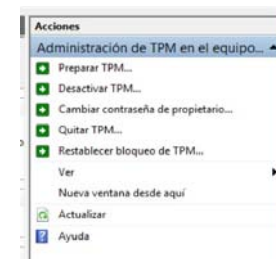 Acciones
Administración de TPM en el equipo...
Preparar TPM...
Desactivar TPM...
Cambiar contraseña de propietario...
Quitar TPM...
Restablecer bloqueo de TPM...
Ver
Nueva ventana desde aquí
Actualizar
Ayuda